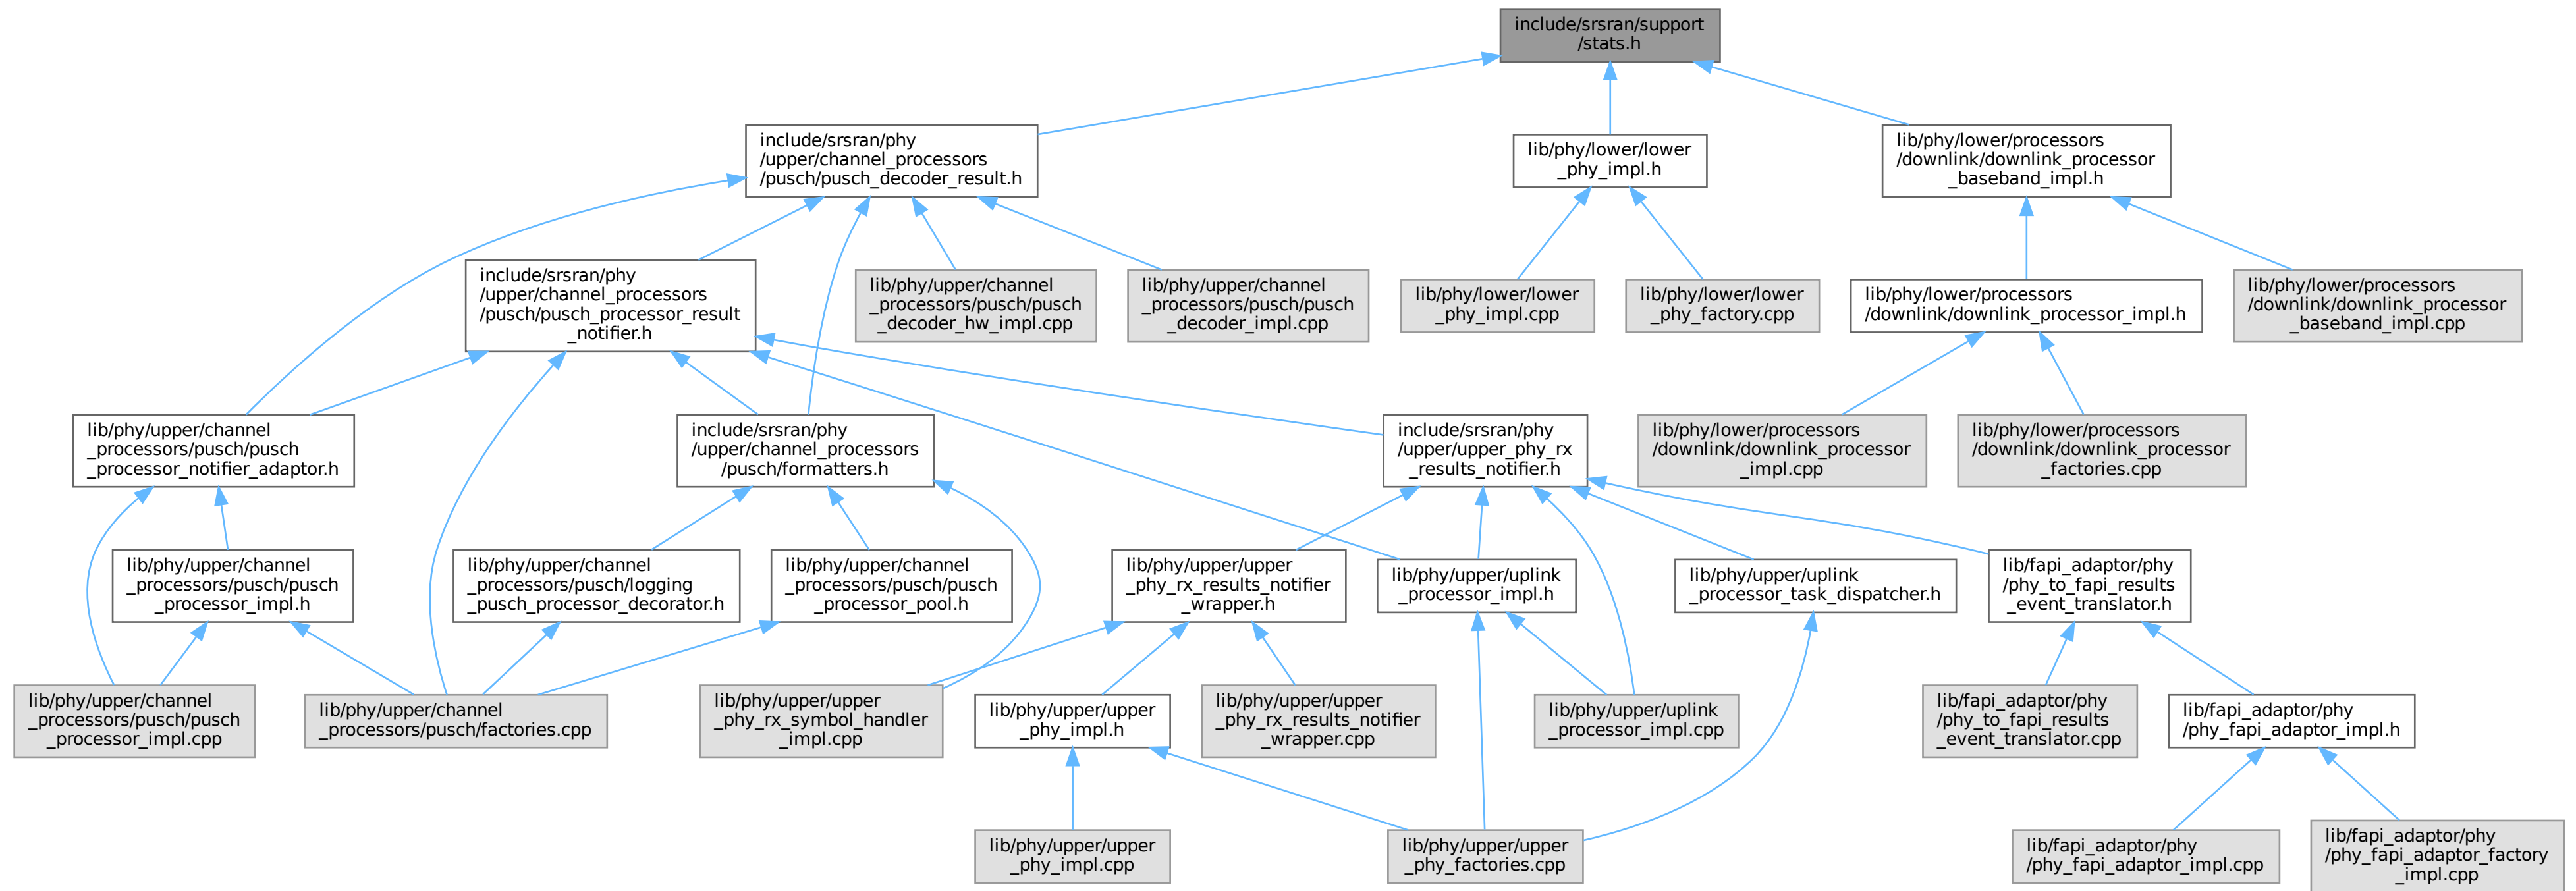 include/srsran/support
/stats.h
include/srsran/phy
/upper/channel_processors
/pusch/pusch_decoder_result.h
lib/phy/lower/lower
_phy_impl.h
lib/phy/lower/processors
/downlink/downlink_processor
_baseband_impl.h
include/srsran/phy
/upper/channel_processors
/pusch/pusch_processor_result
_notifier.h
lib/phy/upper/channel
_processors/pusch/pusch
_decoder_hw_impl.cpp
lib/phy/upper/channel
_processors/pusch/pusch
_decoder_impl.cpp
lib/phy/lower/lower
_phy_impl.cpp
lib/phy/lower/lower
_phy_factory.cpp
lib/phy/lower/processors
/downlink/downlink_processor_impl.h
lib/phy/lower/processors
/downlink/downlink_processor
_baseband_impl.cpp
lib/phy/upper/channel
_processors/pusch/pusch
_processor_notifier_adaptor.h
include/srsran/phy
/upper/channel_processors
/pusch/formatters.h
include/srsran/phy
/upper/upper_phy_rx
_results_notifier.h
lib/phy/lower/processors
/downlink/downlink_processor
_impl.cpp
lib/phy/lower/processors
/downlink/downlink_processor
_factories.cpp
lib/phy/upper/channel
_processors/pusch/pusch
_processor_impl.h
lib/phy/upper/channel
_processors/pusch/logging
_pusch_processor_decorator.h
lib/phy/upper/channel
_processors/pusch/pusch
_processor_pool.h
lib/phy/upper/upper
_phy_rx_results_notifier
_wrapper.h
lib/phy/upper/uplink
_processor_impl.h
lib/phy/upper/uplink
_processor_task_dispatcher.h
lib/fapi_adaptor/phy
/phy_to_fapi_results
_event_translator.h
lib/phy/upper/channel
_processors/pusch/pusch
_processor_impl.cpp
lib/phy/upper/channel
_processors/pusch/factories.cpp
lib/phy/upper/upper
_phy_rx_symbol_handler
_impl.cpp
lib/phy/upper/upper
_phy_impl.h
lib/phy/upper/upper
_phy_rx_results_notifier
_wrapper.cpp
lib/phy/upper/uplink
_processor_impl.cpp
lib/fapi_adaptor/phy
/phy_to_fapi_results
_event_translator.cpp
lib/fapi_adaptor/phy
/phy_fapi_adaptor_impl.h
lib/phy/upper/upper
_phy_impl.cpp
lib/phy/upper/upper
_phy_factories.cpp
lib/fapi_adaptor/phy
/phy_fapi_adaptor_impl.cpp
lib/fapi_adaptor/phy
/phy_fapi_adaptor_factory
_impl.cpp